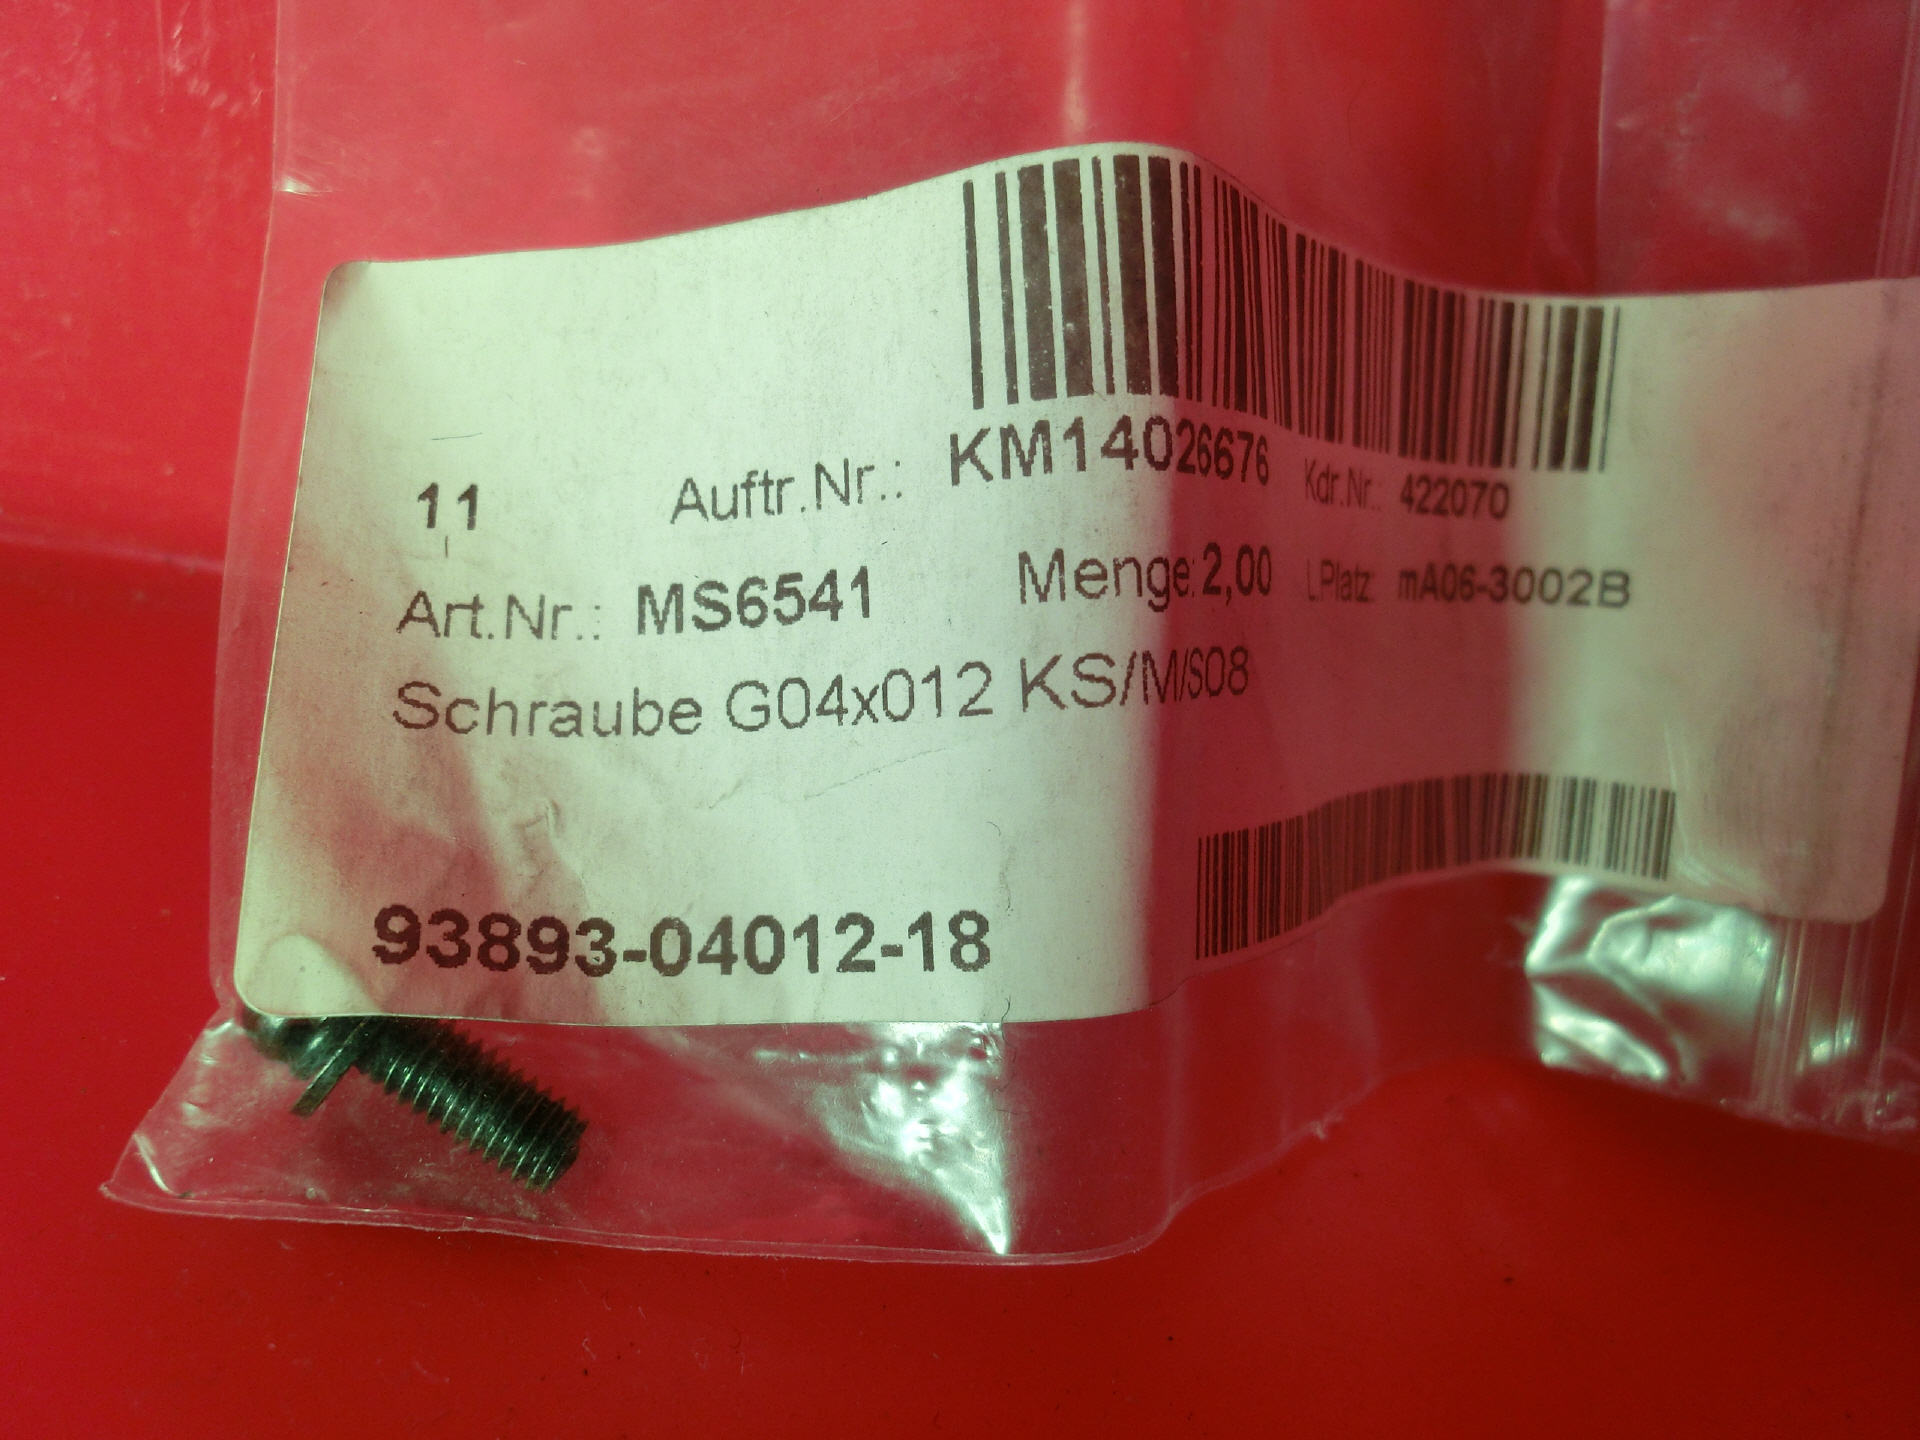 11 Auftr.Nr.: KM14026676 Kdr.Nr.: 422070
Art.Nr.: MS6541 Menge:2,00 LPlatz: mA06-3002B
Schraube G04x012 KS/M/S08
93893-04012-18